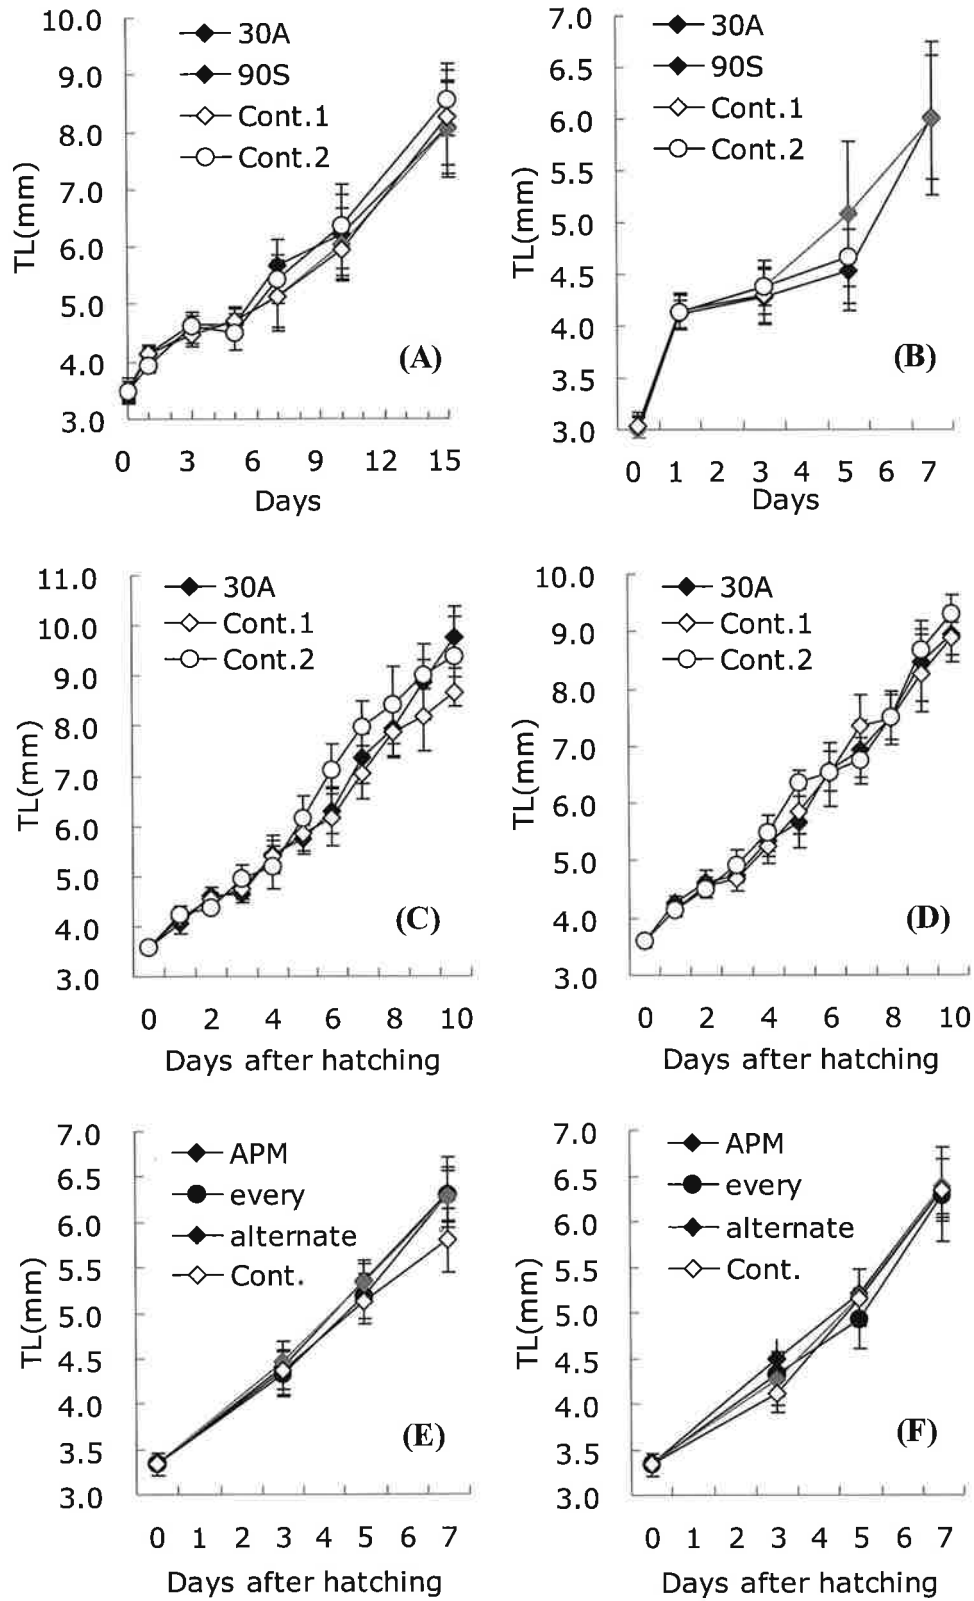 10.0
9.0
8.0
7.0
6.0
5.0
4.0
3.0
TL(mm)
30A
90S
Cont.1
Cont.2
(A)
0 3 6 9 12 15
Days
7.0
6.5
6.0
5.5
5.0
4.5
4.0
3.5
3.0
TL(mm)
30A
90S
Cont.1
Cont.2
(B)
0 1 2 3 4 5 6 7
Days
11.0
10.0
9.0
8.0
7.0
6.0
5.0
4.0
3.0
TL(mm)
30A
Cont.1
Cont.2
(C)
0 2 4 6 8 10
Days after hatching
10.0
9.0
8.0
7.0
6.0
5.0
4.0
3.0
TL(mm)
30A
Cont.1
Cont.2
(D)
0 2 4 6 8 10
Days after hatching
7.0
6.5
6.0
5.5
5.0
4.5
4.0
3.5
3.0
TL(mm)
APM
every
alternate
Cont.
(E)
0 1 2 3 4 5 6 7
Days after hatching
7.0
6.5
6.0
5.5
5.0
4.5
4.0
3.5
3.0
TL(mm)
APM
every
alternate
Cont.
(F)
0 1 2 3 4 5 6 7
Days after hatching